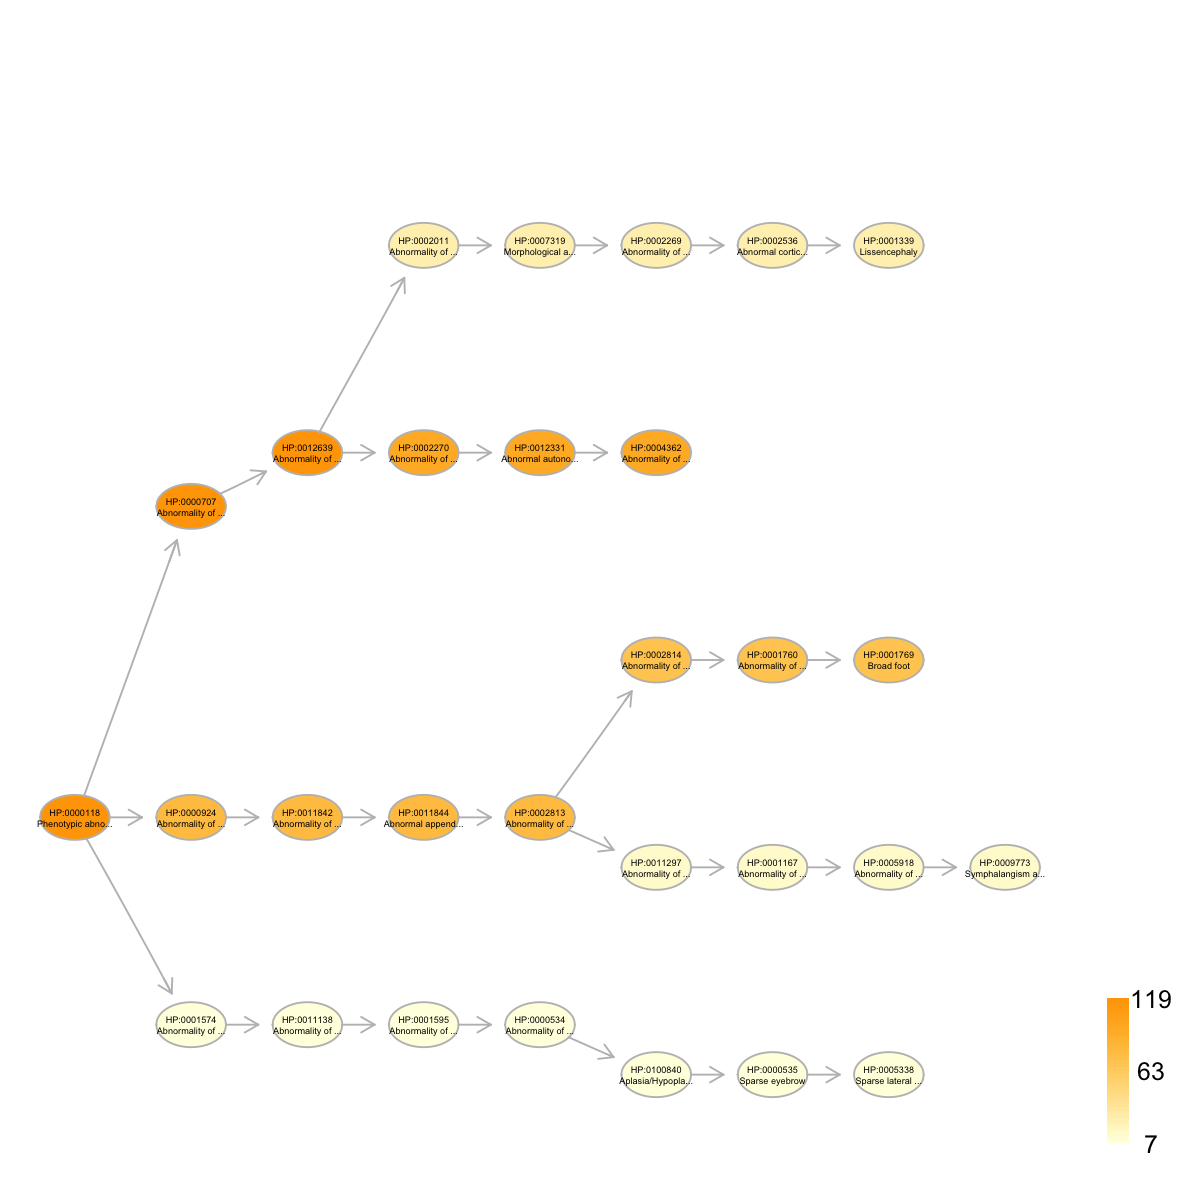 HP:0002011
Abnormality of ...
HP:0007319
Morphological a...
HP:0002269
Abnormality of ...
HP:0002536
Abnormal cortic...
HP:0001339
Lissencephaly
HP:0012639
Abnormality of ...
HP:0002270
Abnormality of ...
HP:0012331
Abnormal autono...
HP:0004362
Abnormality of ...
HP:0000707
Abnormality of ...
HP:0002814
Abnormality of ...
HP:0001760
Abnormality of ...
HP:0001769
Broad foot
HP:0000118
Phenotypic abno...
HP:0000924
Abnormality of ...
HP:0011842
Abnormality of ...
HP:0011844
Abnormal append...
HP:0002813
Abnormality of ...
HP:0011297
Abnormality of ...
HP:0001167
Abnormality of ...
HP:0005918
Abnormality of ...
HP:0009773
Symphalangism a...
HP:0001574
Abnormality of ...
HP:0011138
Abnormality of ...
HP:0001595
Abnormality of ...
HP:0000534
Abnormality of ...
HP:0100840
Aplasia/Hypopla...
HP:0000535
Sparse eyebrow
HP:0005338
Sparse lateral ...
119
63
7